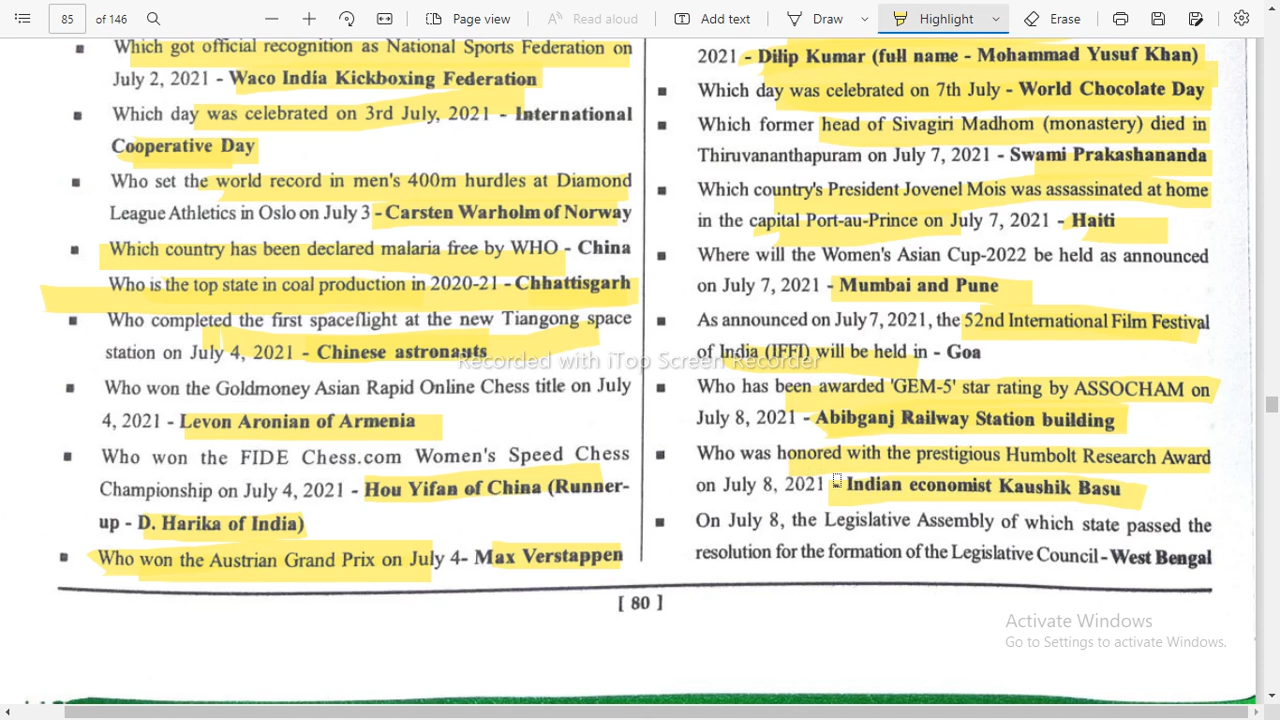 85
of 146
Page view
Read aloud
Add text
Draw
Highlight
Erase
Which got official recognition as National Sports Federation on
July 2, 2021 - Waco India Kickboxing Federation
Which day was celebrated on 3rd July, 2021 - International
Cooperative Day
Who set the world record in men's 400m hurdles at Diamond
League Athletics in Oslo on July 3 - Carsten Warholm of Norway
Which country has been declared malaria free by WHO - China
Who is the top state in coal production in 2020-21 - Chhattisgarh
Who completed the first spaceflight at the new Tiangong space
station on July 4, 2021 - Chinese astronauts
Who won the Goldmoney Asian Rapid Online Chess title on July
4, 2021 - Levon Aronian of Armenia
Who won the FIDE Chess.com Women's Speed Chess
Championship on July 4, 2021 - Hou Yifan of China (Runner-
up - D. Harika of India)
Who won the Austrian Grand Prix on July 4- Max Verstappen
2021 - Dilip Kumar (full name - Mohammad Yusuf Khan)
Which day was celebrated on 7th July - World Chocolate Day
Which former head of Sivagiri Madhom (monastery) died in
Thiruvananthapuram on July 7, 2021 - Swami Prakashananda
Which country's President Jovenel Mois was assassinated at home
in the capital Port-au-Prince on July 7, 2021 - Haiti
Where will the Women's Asian Cup-2022 be held as announced
on July 7, 2021 - Mumbai and Pune
As announced on July 7, 2021, the 52nd International Film Festival
of India (IFFI) will be held in - Goa
Who has been awarded 'GEM-5' star rating by ASSOCHAM on
July 8, 2021 - Abibganj Railway Station building
Who was honored with the prestigious Humbolt Research Award
on July 8, 2021 - Indian economist Kaushik Basu
On July 8, the Legislative Assembly of which state passed the
resolution for the formation of the Legislative Council - West Bengal
[ 80 ]
Recorded with iTop Screen Recorder
Activate Windows
Go to Settings to activate Windows.